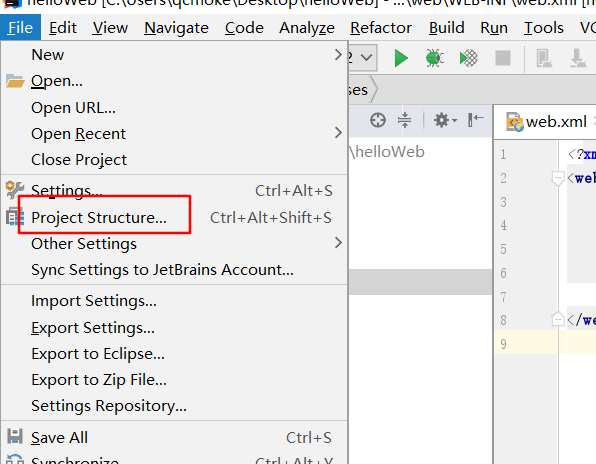 helloWeb [C:\Users\qcmoke\Desktop\helloWeb] - ...\web\WEB-INF\web.xml
File Edit View Navigate Code Analyze Refactor Build Run Tools
New
Open...
Open URL...
Open Recent
Close Project
\helloWeb
web.xml
Settings... Ctrl+Alt+S
Project Structure... Ctrl+Alt+Shift+S
Other Settings
Sync Settings to JetBrains Account...
Import Settings...
Export Settings...
Export to Eclipse...
Export to Zip File...
Settings Repository...
Save All Ctrl+S
Synchronize Ctrl+Alt+Y
1 <?xm
2 <web
3
4
5
6
7
8 </we
9